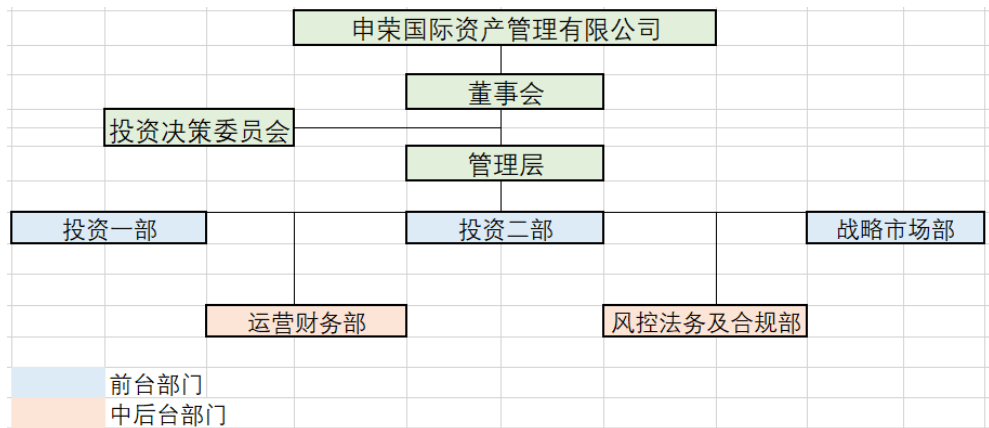 申荣国际资产管理有限公司
董事会
投资决策委员会
管理层
投资一部
投资二部
战略市场部
运营财务部
风控法务及合规部
前台部门
中后台部门